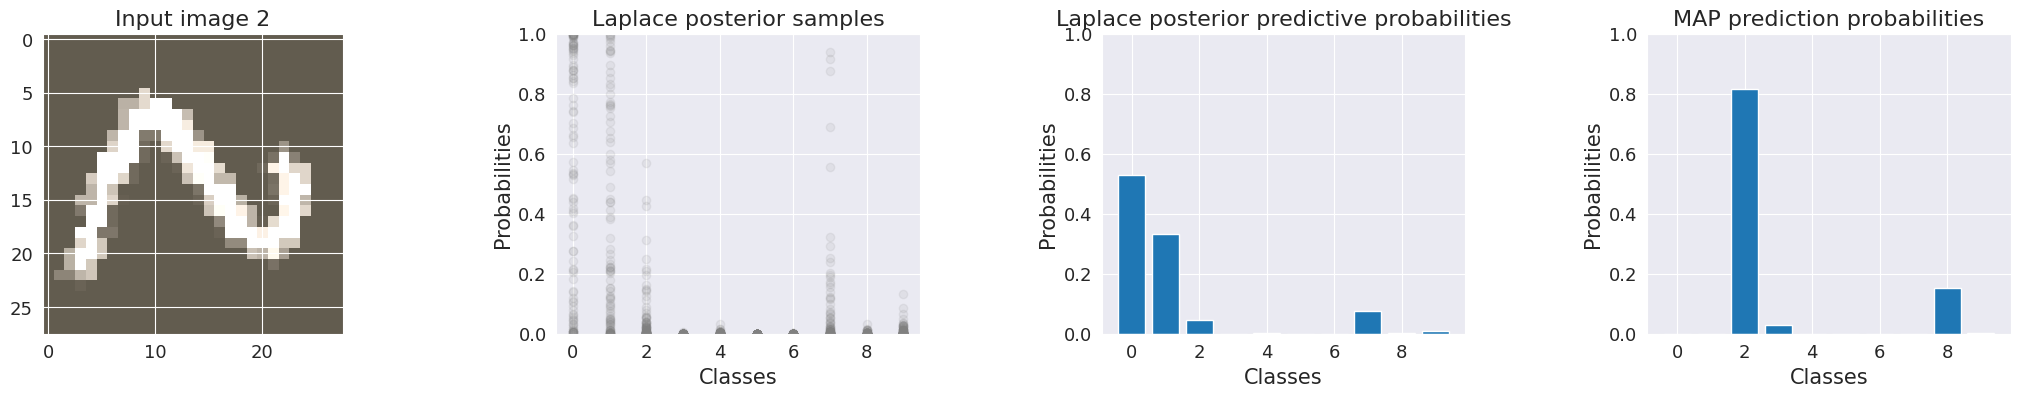 Input image 2
0
5
10
15
20
25
0 10 20
Laplace posterior samples
Probabilities
1.0
0.8
0.6
0.4
0.2
0.0
0 2 4 6 8
Classes
Laplace posterior predictive probabilities
Probabilities
1.0
0.8
0.6
0.4
0.2
0.0
0 2 4 6 8
Classes
MAP prediction probabilities
Probabilities
1.0
0.8
0.6
0.4
0.2
0.0
0 2 4 6 8
Classes